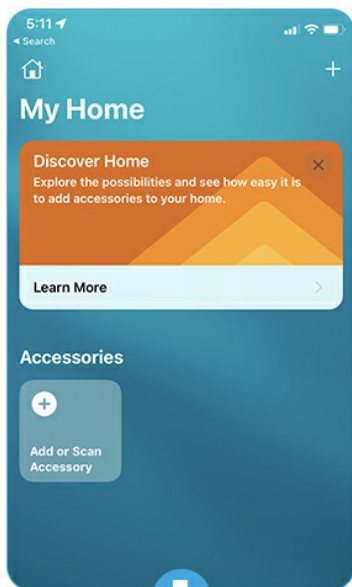 5:11
◀ Search
My Home
Discover Home
Explore the possibilities and see how easy it is
to add accessories to your home.
Learn More
Accessories
Add or Scan
Accessory